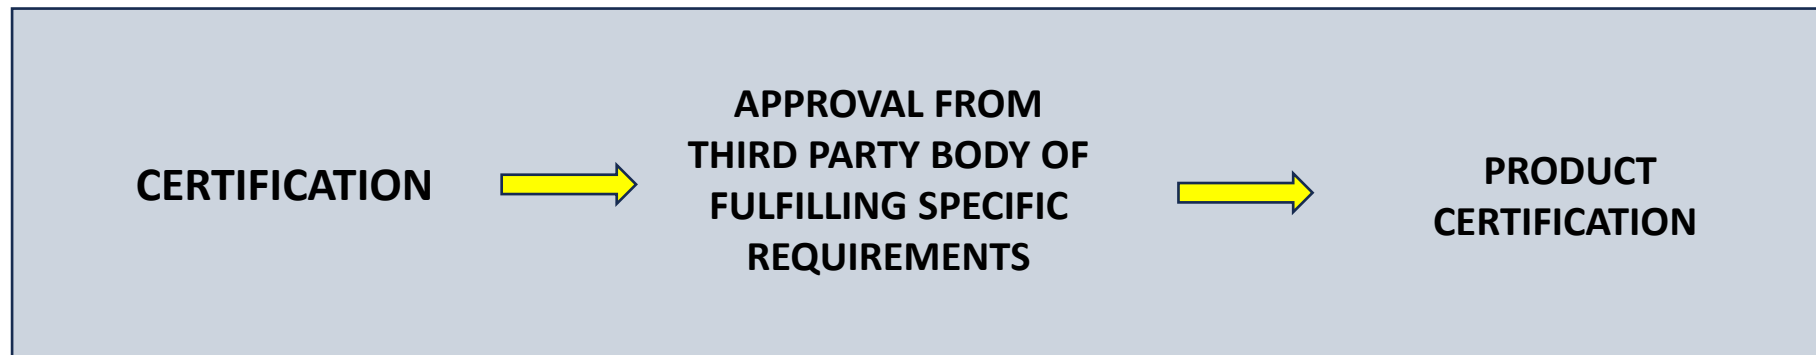 CERTIFICATION
APPROVAL FROM
THIRD PARTY BODY OF
FULFILLING SPECIFIC
REQUIREMENTS
PRODUCT
CERTIFICATION